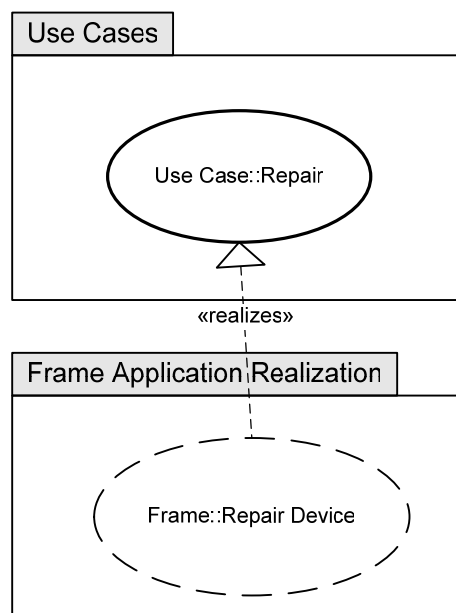 Use Cases
Use Case::Repair
«realizes»
Frame Application Realization
Frame::Repair Device